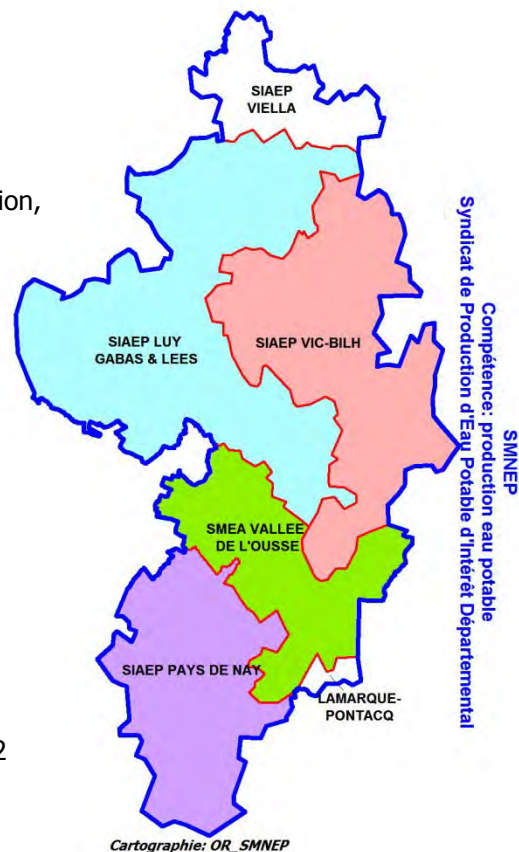 SIAEP
VIELLA
ion,
SIAEP LUY
GABAS & LEES
SIAEP VIC-BILH
SMNEP
Compétence: production eau potable
Syndicat de Production d'Eau Potable d'Intérêt Départemental
SMEA VALLEE
DE L'OUSSE
SIAEP PAYS DE NAY
LAMARQUE-
PONTACQ
2
Cartographie: OR_SMNEP